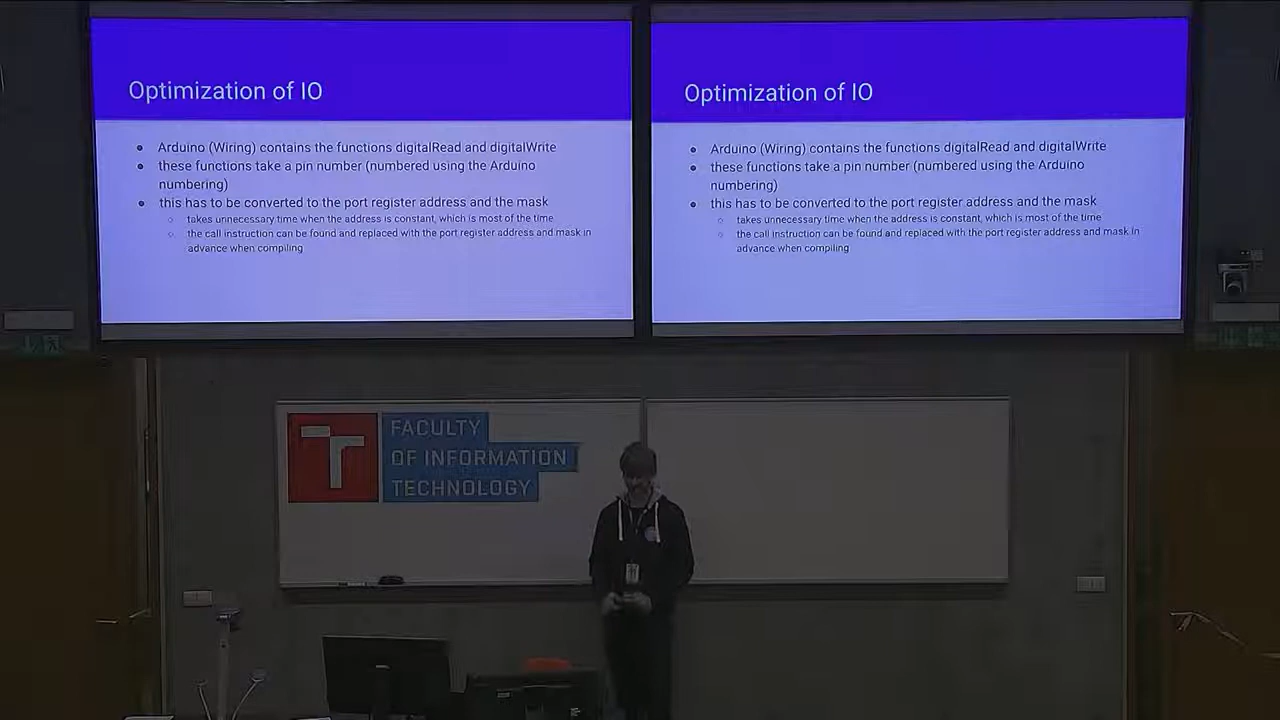 Optimization of IO
Arduino (Wiring) contains the functions digitalRead and digitalWrite
these functions take a pin number (numbered using the Arduino
numbering)
this has to be converted to the port register address and the mask
takes unnecessary time when the address is constant, which is most of the time
the call instruction can be found and replaced with the port register address and mask in
advance when compiling
Optimization of IO
Arduino (Wiring) contains the functions digitalRead and digitalWrite
these functions take a pin number (numbered using the Arduino
numbering)
this has to be converted to the port register address and the mask
takes unnecessary time when the address is constant, which is most of the time
the call instruction can be found and replaced with the port register address and mask in
advance when compiling
FACULTY
OF INFORMATION
TECHNOLOGY